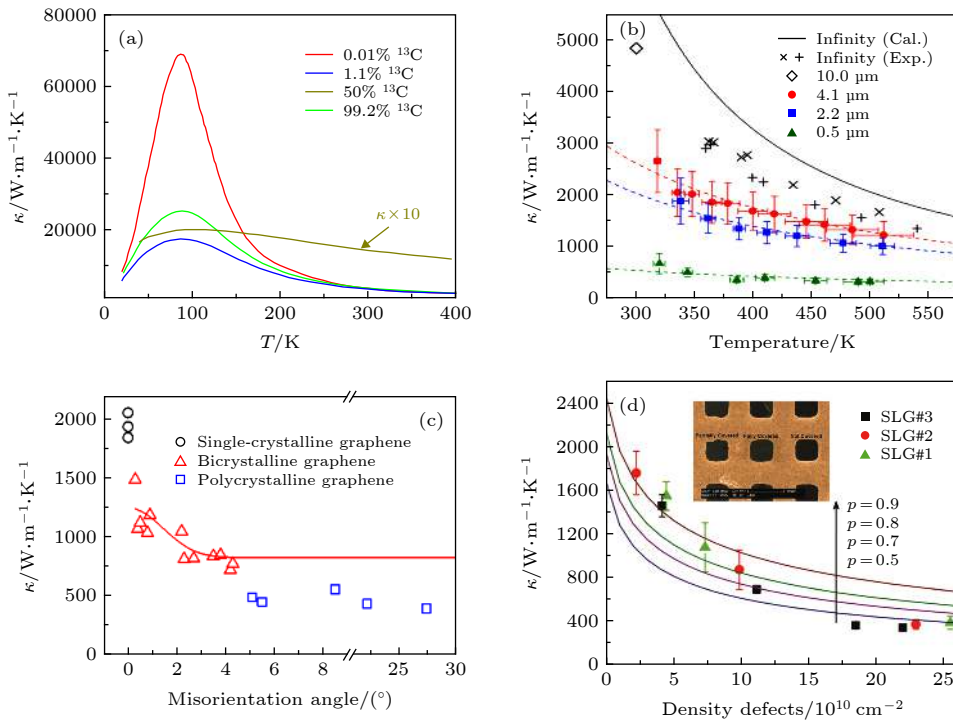 (a)
0.01% ¹³C
1.1% ¹³C
50% ¹³C
99.2% ¹³C
κ×10
80000
60000
40000
20000
0
κ/W·m⁻¹·K⁻¹
0 100 200 300 400
T/K
(b)
Infinity (Cal.)
Infinity (Exp.)
10.0 µm
4.1 µm
2.2 µm
0.5 µm
5000
4000
3000
2000
1000
0
κ/W·m⁻¹·K⁻¹
300 350 400 450 500 550
Temperature/K
(c)
Single-crystalline graphene
Bicrystalline graphene
Polycrystalline graphene
2000
1500
1000
500
0
κ/W·m⁻¹·K⁻¹
0 2 4 6 8 25 30
Misorientation angle/(°)
(d)
SLG#3
SLG#2
SLG#1
p=0.9
p=0.8
p=0.7
p=0.5
2400
2000
1600
1200
800
400
0
κ/W·m⁻¹·K⁻¹
0 5 10 15 20 25
Density defects/10¹⁰ cm⁻²